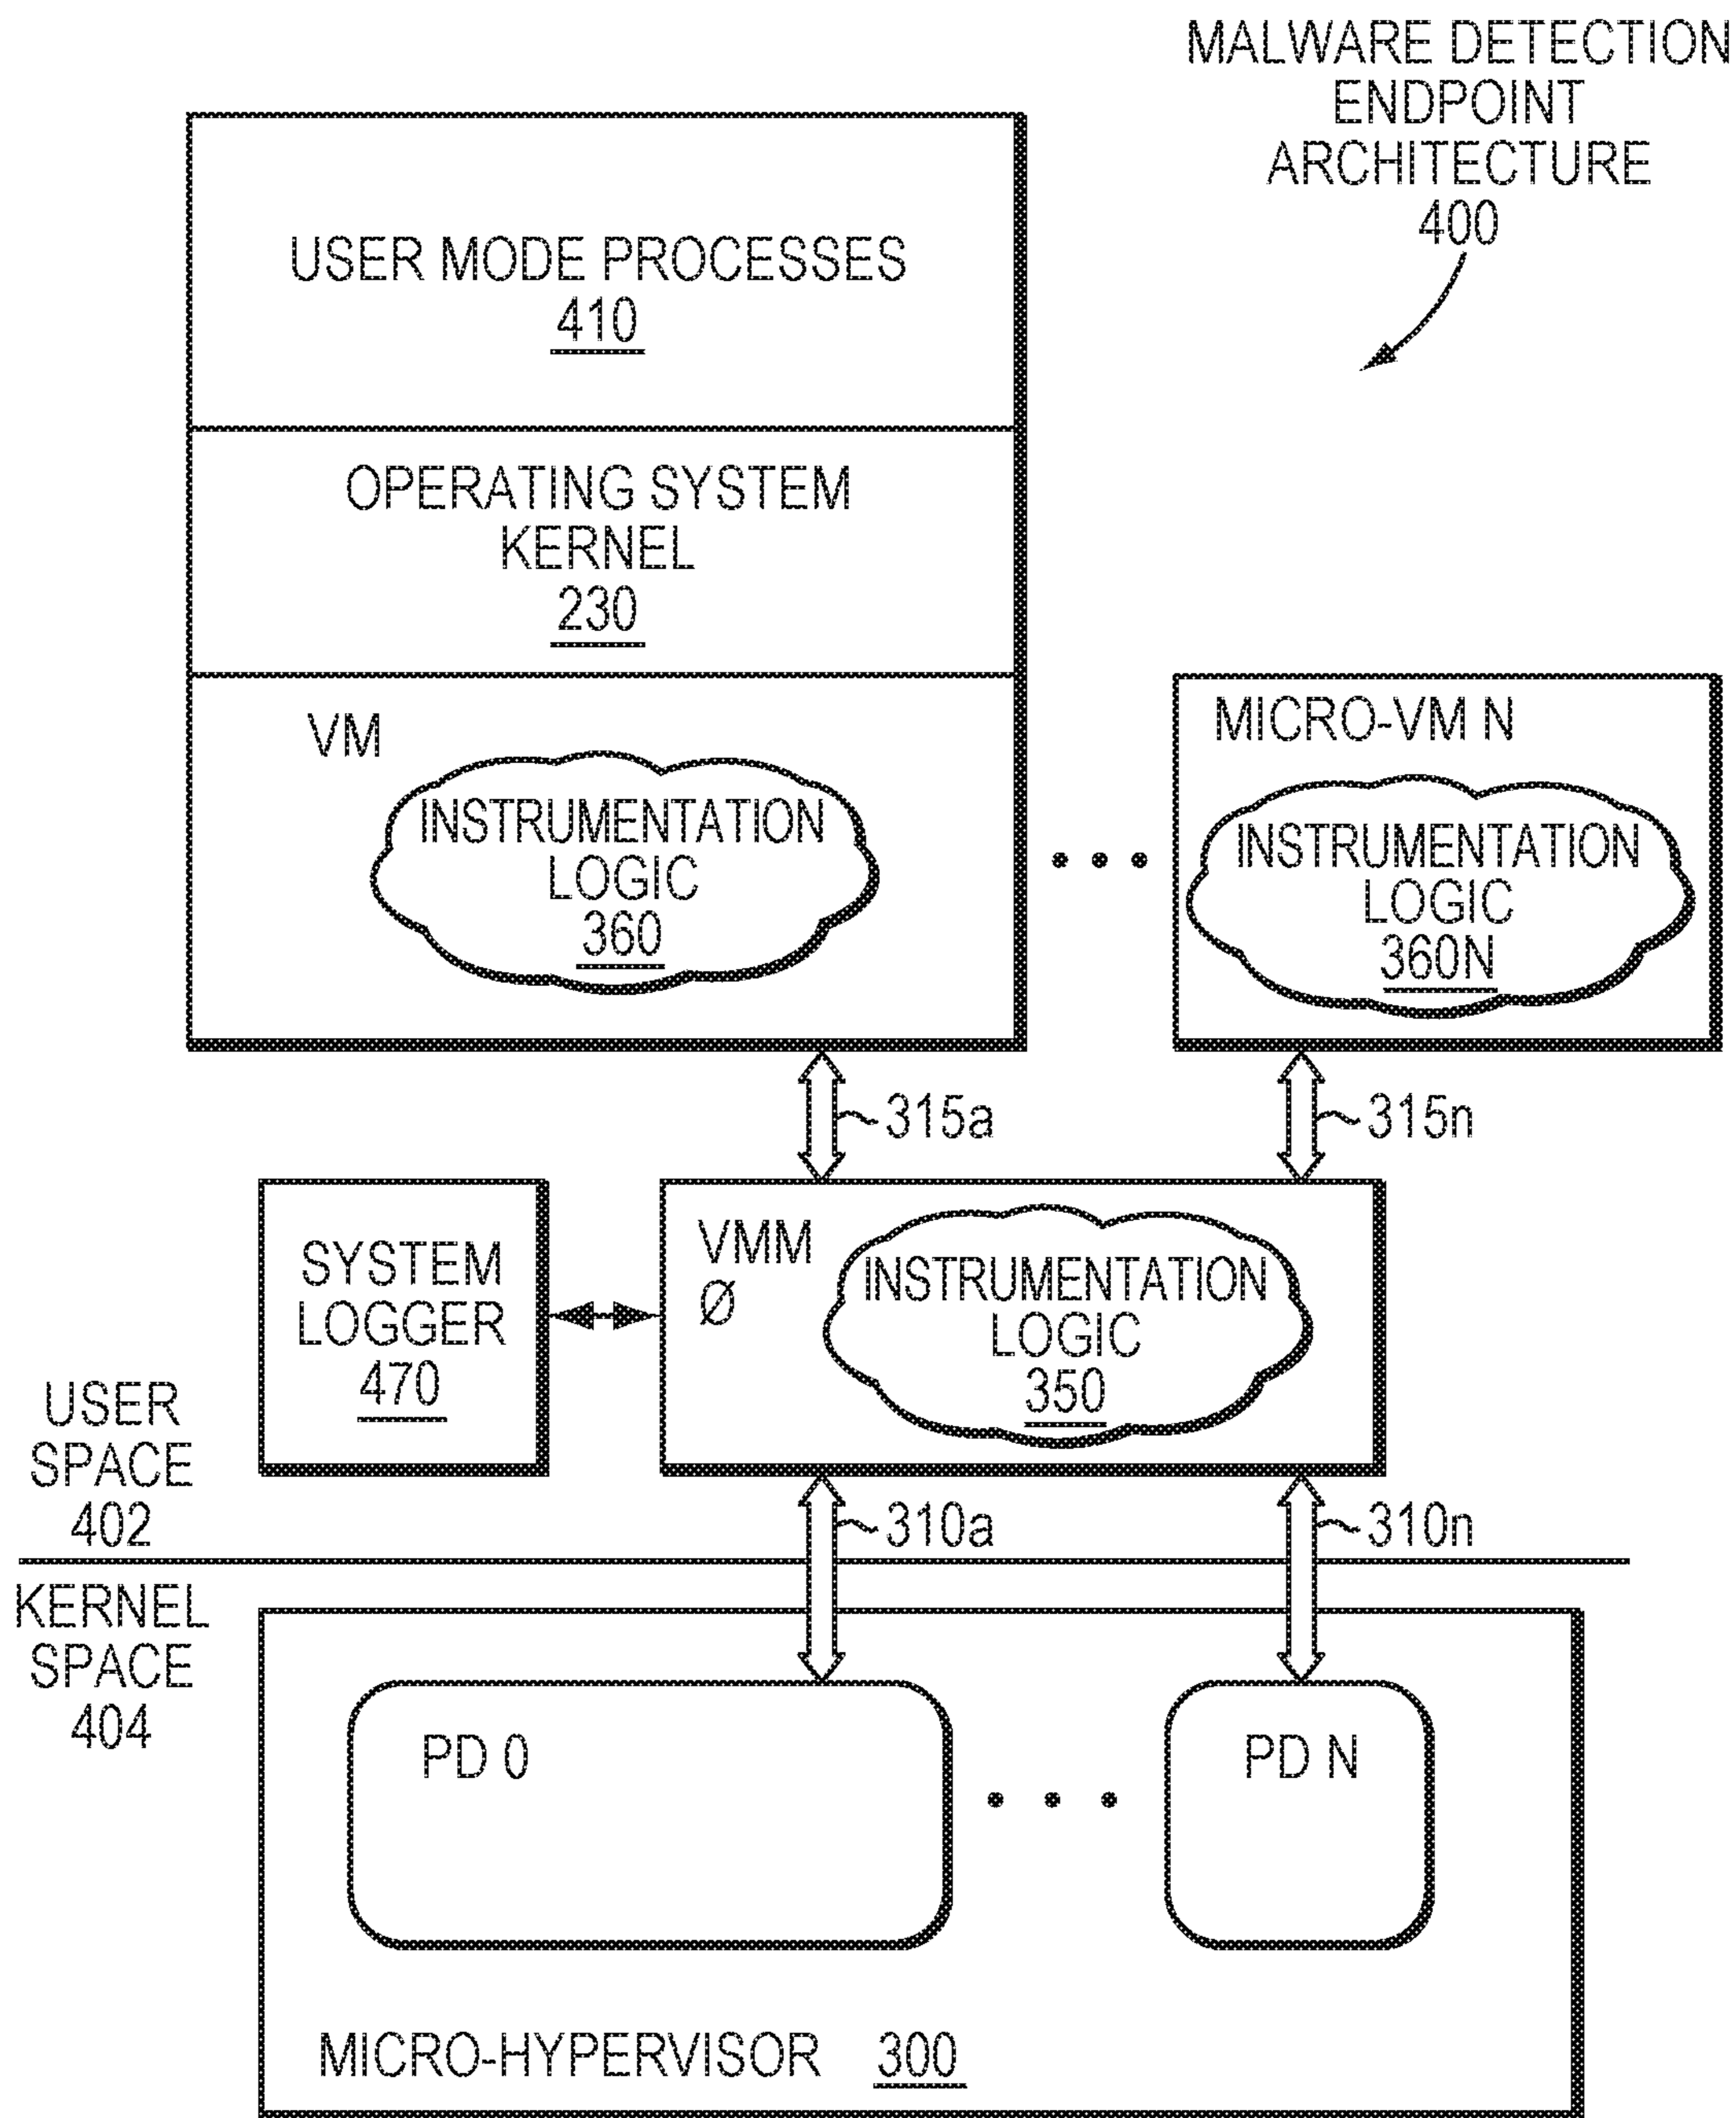 MALWARE DETECTION
ENDPOINT
ARCHITECTURE
400
USER MODE PROCESSES
410
OPERATING SYSTEM
KERNEL
230
VM
INSTRUMENTATION
LOGIC
360
MICRO-VM N
INSTRUMENTATION
LOGIC
360N
315a
315n
SYSTEM
LOGGER
470
VMM
Ø
INSTRUMENTATION
LOGIC
350
USER
SPACE
402
310a
310n
KERNEL
SPACE
404
PD 0
PD N
MICRO-HYPERVISOR 300